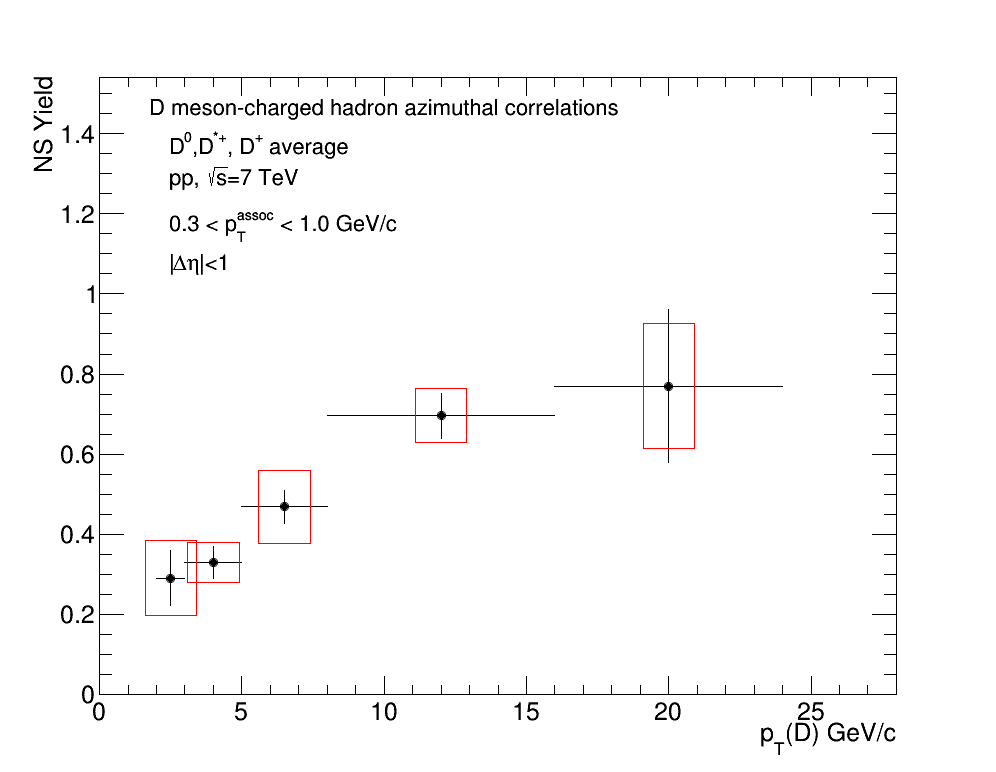 NS Yield
D meson-charged hadron azimuthal correlations
D⁰,D*⁺, D⁺ average
pp, √s=7 TeV
0.3 < p_T^assoc < 1.0 GeV/c
|Δη|<1
1.4
1.2
1
0.8
0.6
0.4
0.2
0
0 5 10 15 20 25
p_T(D) GeV/c